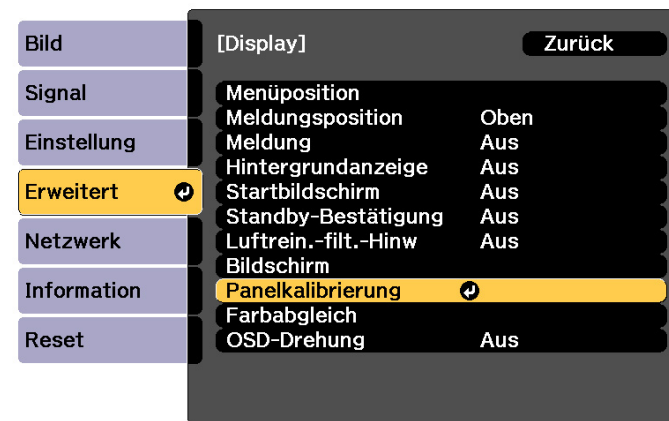 Bild
Signal
Einstellung
Erweitert
Netzwerk
Information
Reset
[Display] Zurück
Menüposition
Meldungsposition Oben
Meldung Aus
Hintergrundanzeige Aus
Startbildschirm Aus
Standby-Bestätigung Aus
Luftrein.-filt.-Hinw Aus
Bildschirm
Panelkalibrierung
Farbabgleich
OSD-Drehung Aus